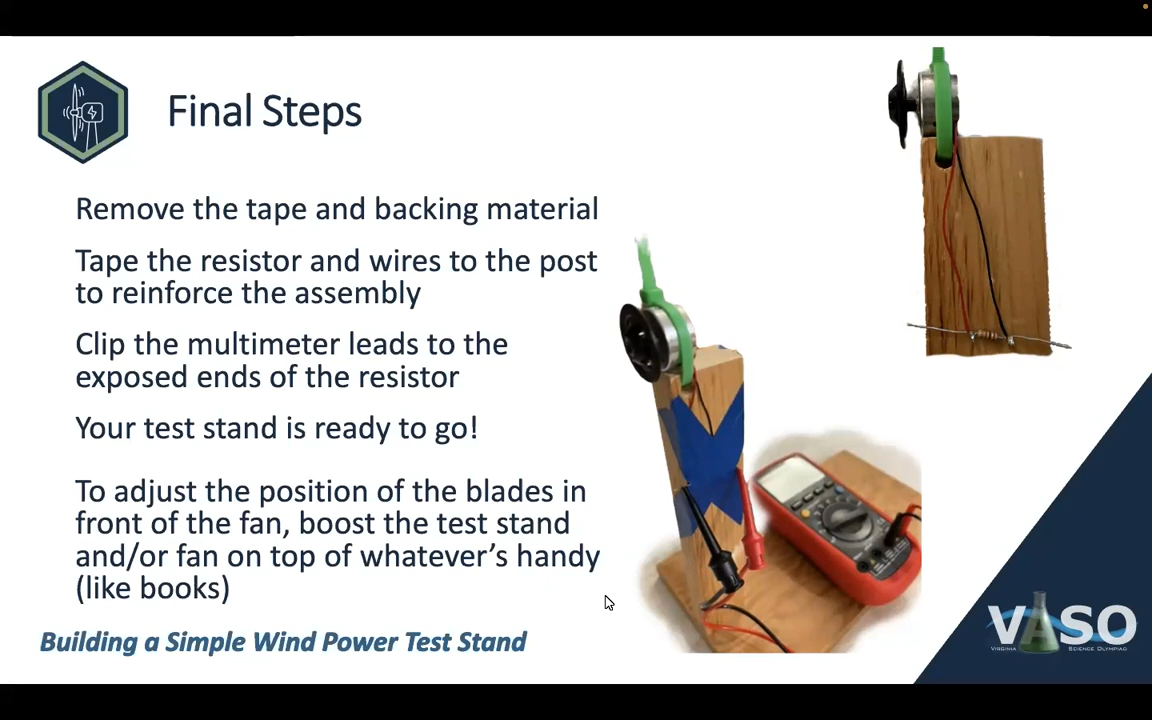 Final Steps
Remove the tape and backing material
Tape the resistor and wires to the post
to reinforce the assembly
Clip the multimeter leads to the
exposed ends of the resistor
Your test stand is ready to go!
To adjust the position of the blades in
front of the fan, boost the test stand
and/or fan on top of whatever's handy
(like books)
Building a Simple Wind Power Test Stand
VASO
VIRGINIA SCIENCE OLYMPIAD